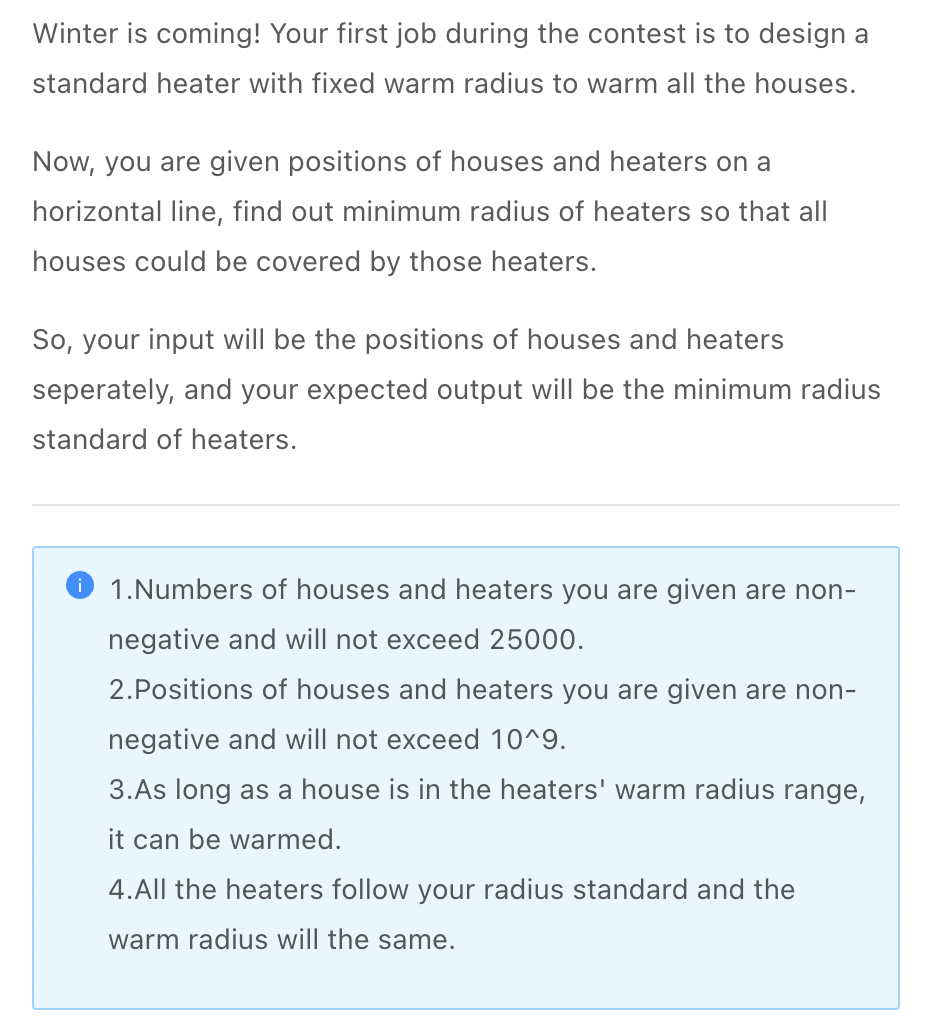 Winter is coming! Your first job during the contest is to design a
standard heater with fixed warm radius to warm all the houses.
Now, you are given positions of houses and heaters on a
horizontal line, find out minimum radius of heaters so that all
houses could be covered by those heaters.
So, your input will be the positions of houses and heaters
seperately, and your expected output will be the minimum radius
standard of heaters.
1.Numbers of houses and heaters you are given are non-
negative and will not exceed 25000.
2.Positions of houses and heaters you are given are non-
negative and will not exceed 10^9.
3.As long as a house is in the heaters' warm radius range,
it can be warmed.
4.All the heaters follow your radius standard and the
warm radius will the same.